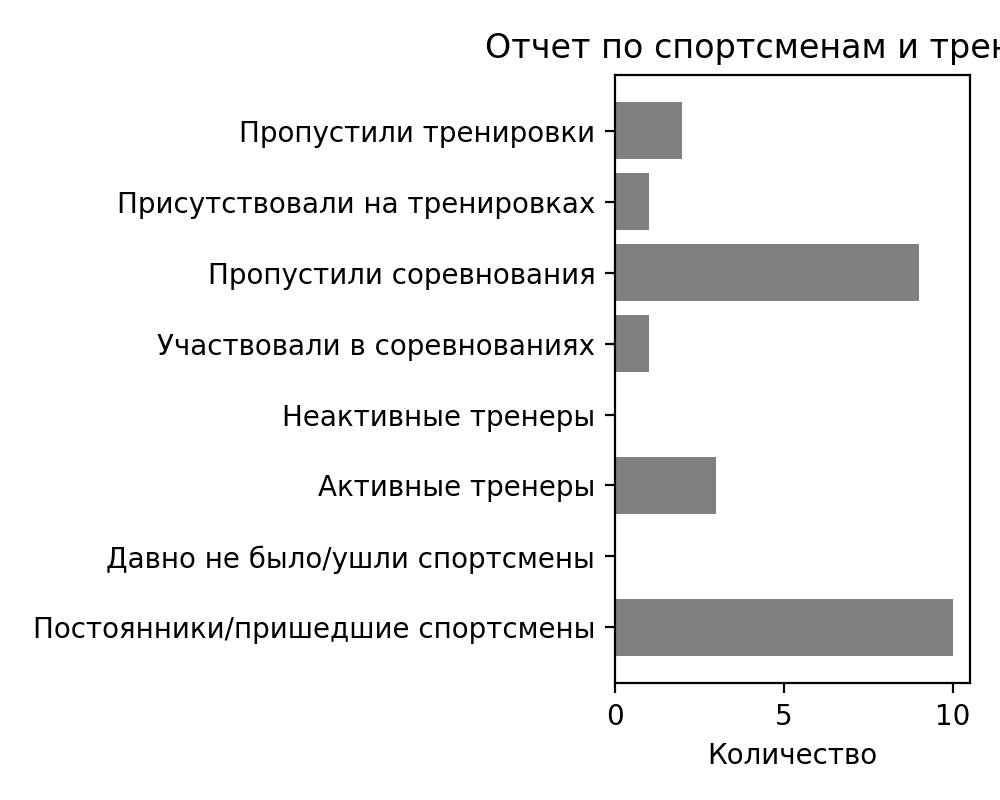 Отчет по спортсменам и трен
Пропустили тренировки
Присутствовали на тренировках
Пропустили соревнования
Участвовали в соревнованиях
Неактивные тренеры
Активные тренеры
Давно не было/ушли спортсмены
Постоянники/пришедшие спортсмены
0 5 10
Количество